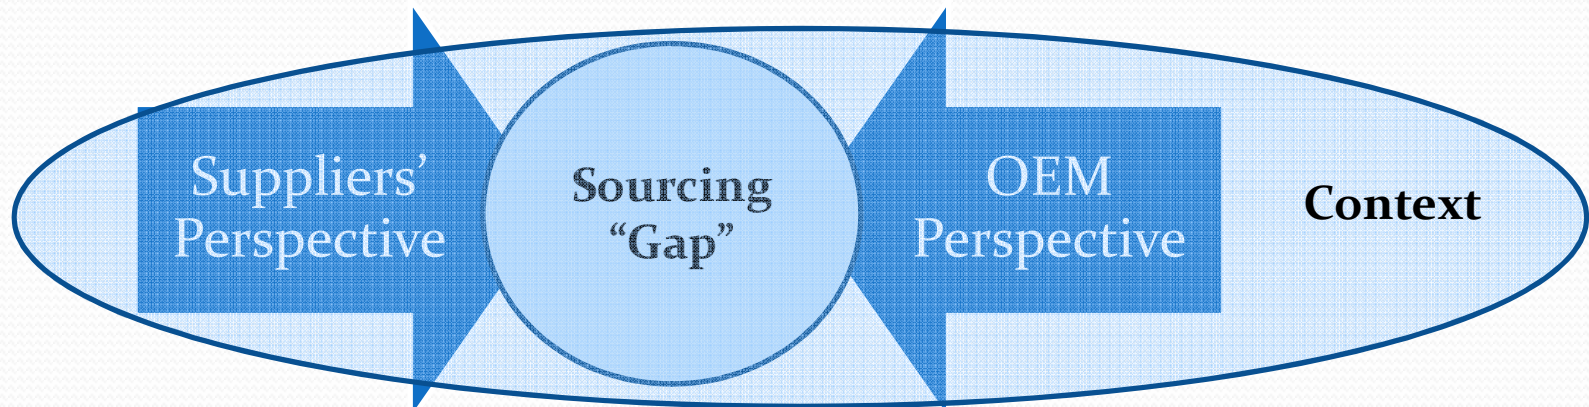 Suppliers’
Perspective
Sourcing
“Gap”
OEM
Perspective
Context